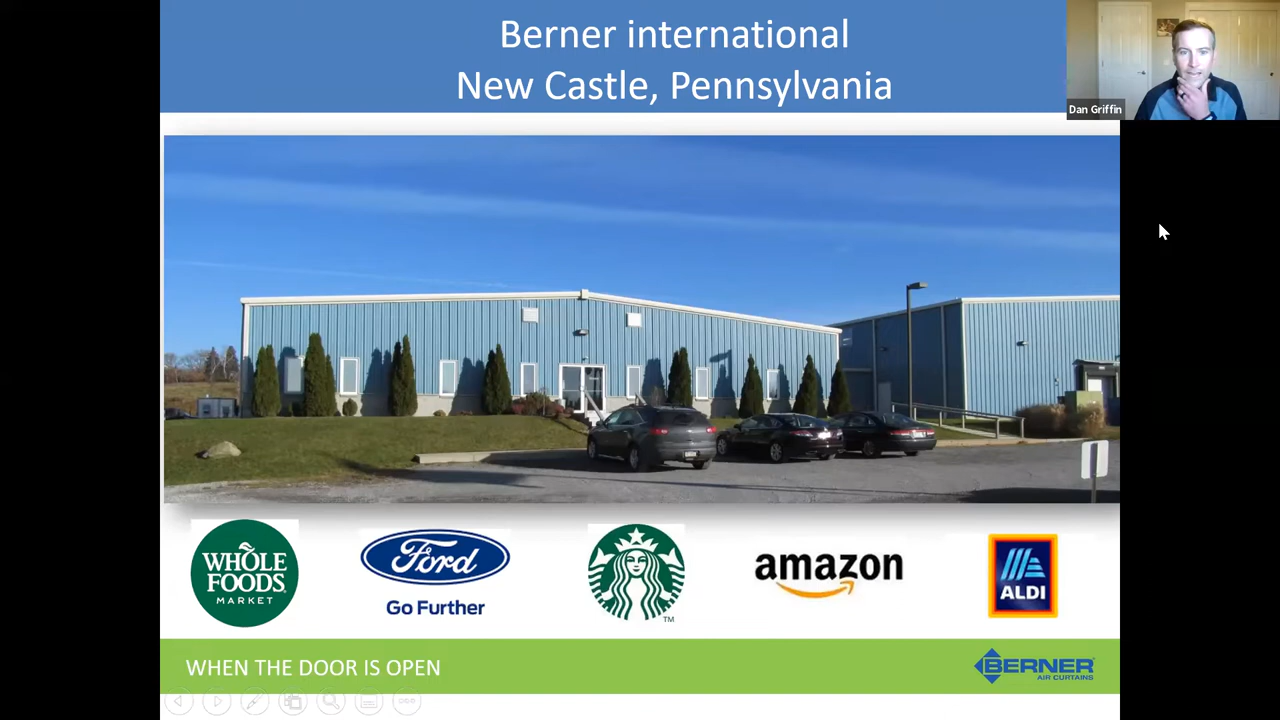 Berner international
New Castle, Pennsylvania
Dan Griffin
WHOLE
FOODS
MARKET
Ford
Go Further
TM
amazon
ALDI
WHEN THE DOOR IS OPEN
BERNER
AIR CURTAINS